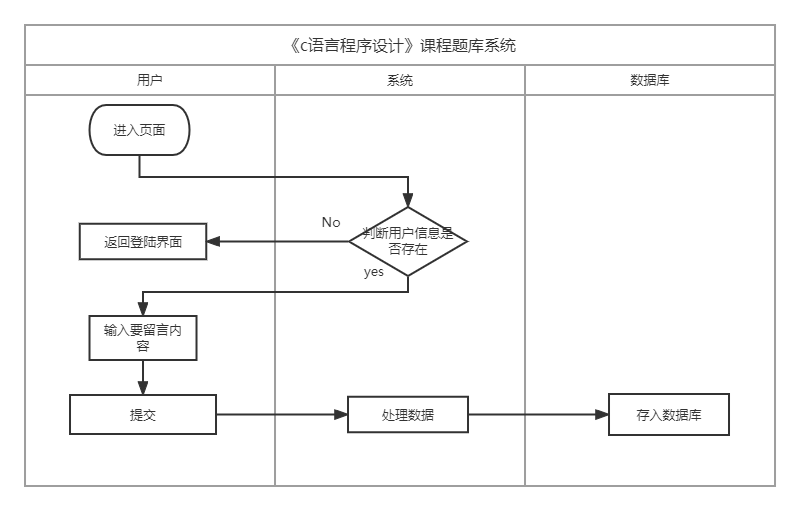 《c语言程序设计》课程题库系统
用户
系统
数据库
进入页面
判断用户信息是
否存在
No
返回登陆界面
yes
输入要留言内
容
提交
处理数据
存入数据库